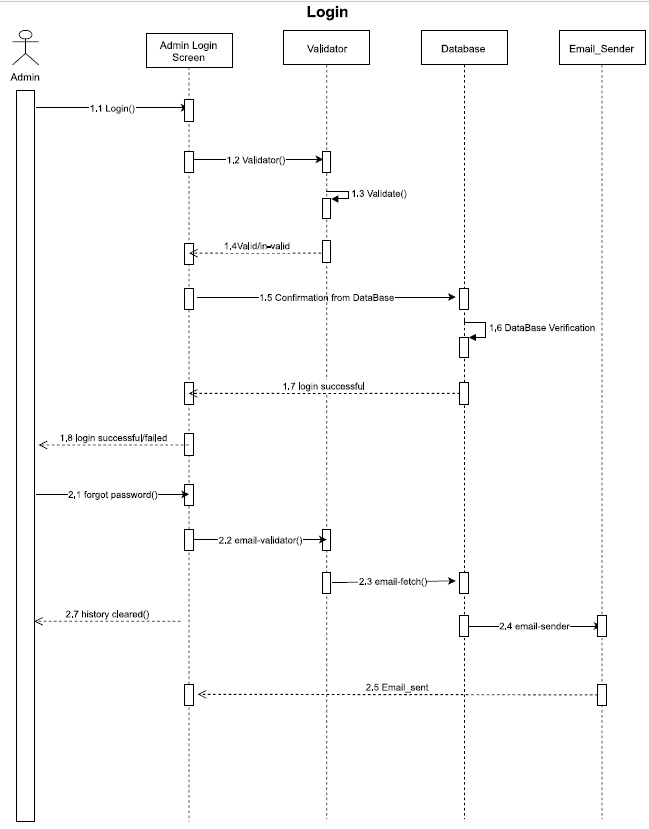 Login
Admin
Admin Login
Screen
Validator
Database
Email_Sender
1.1 Login()
1.2 Validator()
1.3 Validate()
1.4Valid/in-valid
1.5 Confirmation from DataBase
1.6 DataBase Verification
1.7 login successful
1.8 login successful/failed
2.1 forgot password()
2.2 email-validator()
2.3 email-fetch()
2.7 history cleared()
2.4 email-sender
2.5 Email_sent